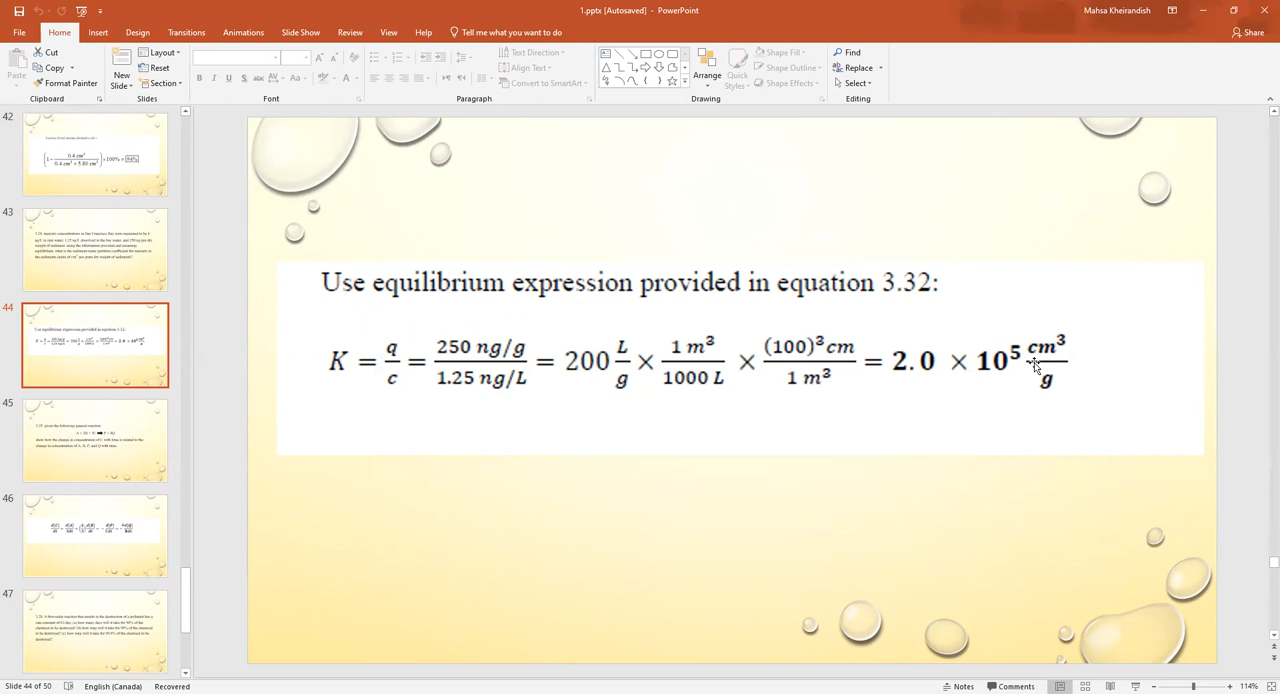 1.pptx [Autosaved] - PowerPoint
Mahsa Kheirandish
File Home Insert Design Transitions Animations Slide Show Review View Help Tell me what you want to do Share
Cut
Copy
Format Painter
Paste
Clipboard
New
Slide
Layout
Reset
Section
Slides
B I U S abc AV Aa A
Font
Text Direction
Align Text
Convert to SmartArt
Paragraph
Arrange
Quick
Styles
Shape Fill
Shape Outline
Shape Effects
Drawing
Find
Replace
Select
Editing
42
43
44
45
46
47
Use equilibrium expression provided in equation 3.32:
K = q/c = 250 ng/g / 1.25 ng/L = 200 L/g × 1 m³/1000 L × (100)³cm/1 m³ = 2.0 × 10⁵ cm³/g
Slide 44 of 50 English (Canada) Recovered Notes Comments 114%